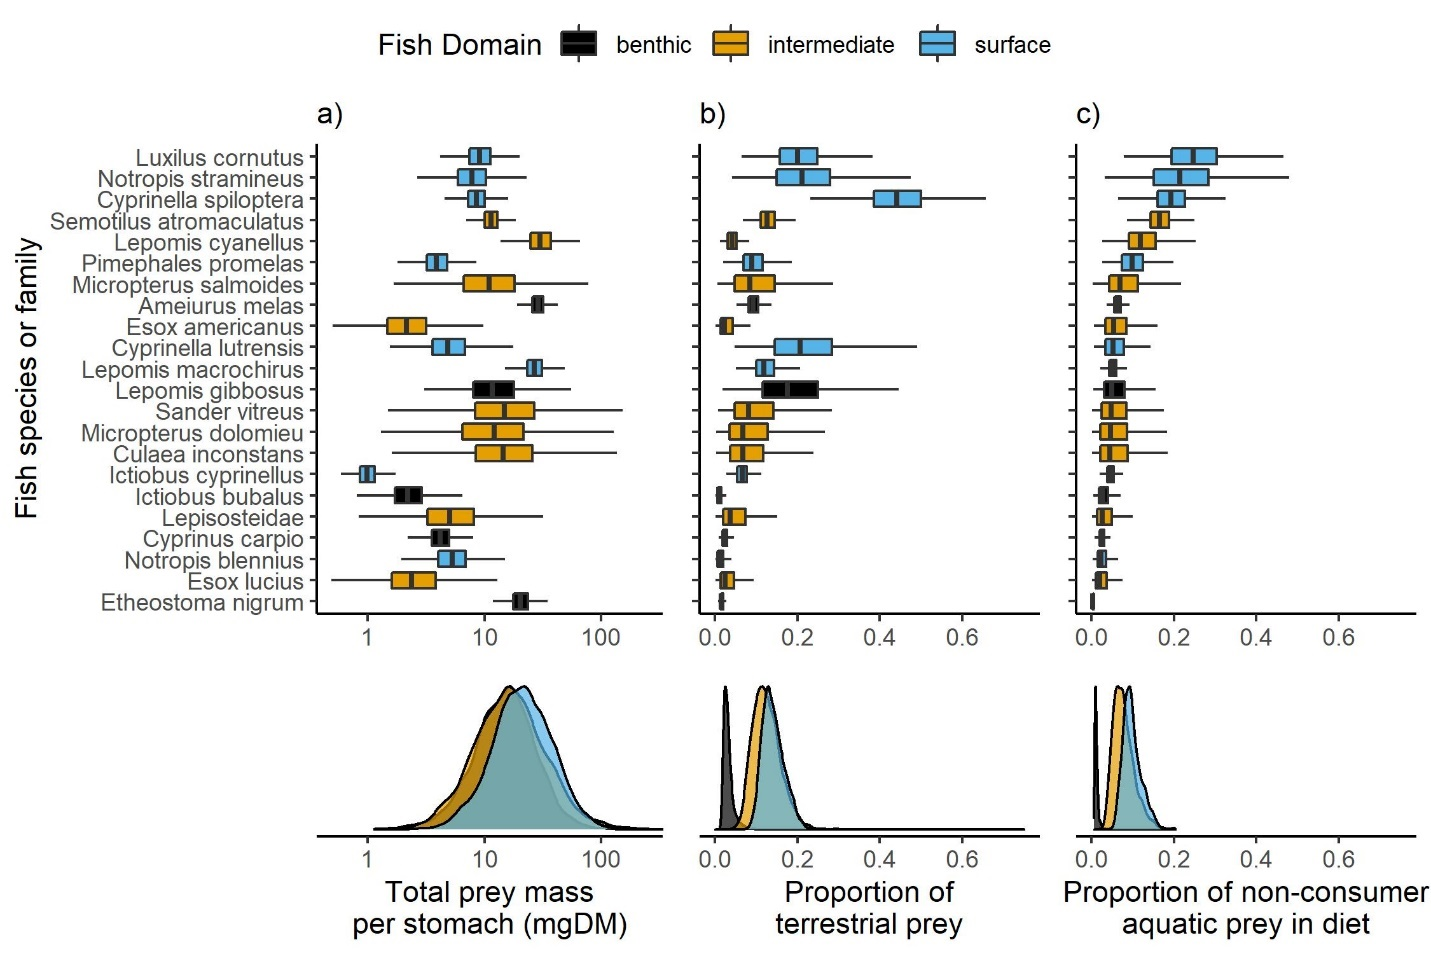 Fish Domain benthic intermediate surface
a) b) c)
Fish species or family
Luxilus cornutus
Notropis stramineus
Cyprinella spiloptera
Semotilus atromaculatus
Lepomis cyanellus
Pimephales promelas
Micropterus salmoides
Ameiurus melas
Esox americanus
Cyprinella lutrensis
Lepomis macrochirus
Lepomis gibbosus
Sander vitreus
Micropterus dolomieu
Culaea inconstans
Ictiobus cyprinellus
Ictiobus bubalus
Lepisosteidae
Cyprinus carpio
Notropis blennius
Esox lucius
Etheostoma nigrum
1 10 100 0.0 0.2 0.4 0.6 0.0 0.2 0.4 0.6
1 10 100 0.0 0.2 0.4 0.6 0.0 0.2 0.4 0.6
Total prey mass
per stomach (mgDM)
Proportion of
terrestrial prey
Proportion of non-consumer
aquatic prey in diet